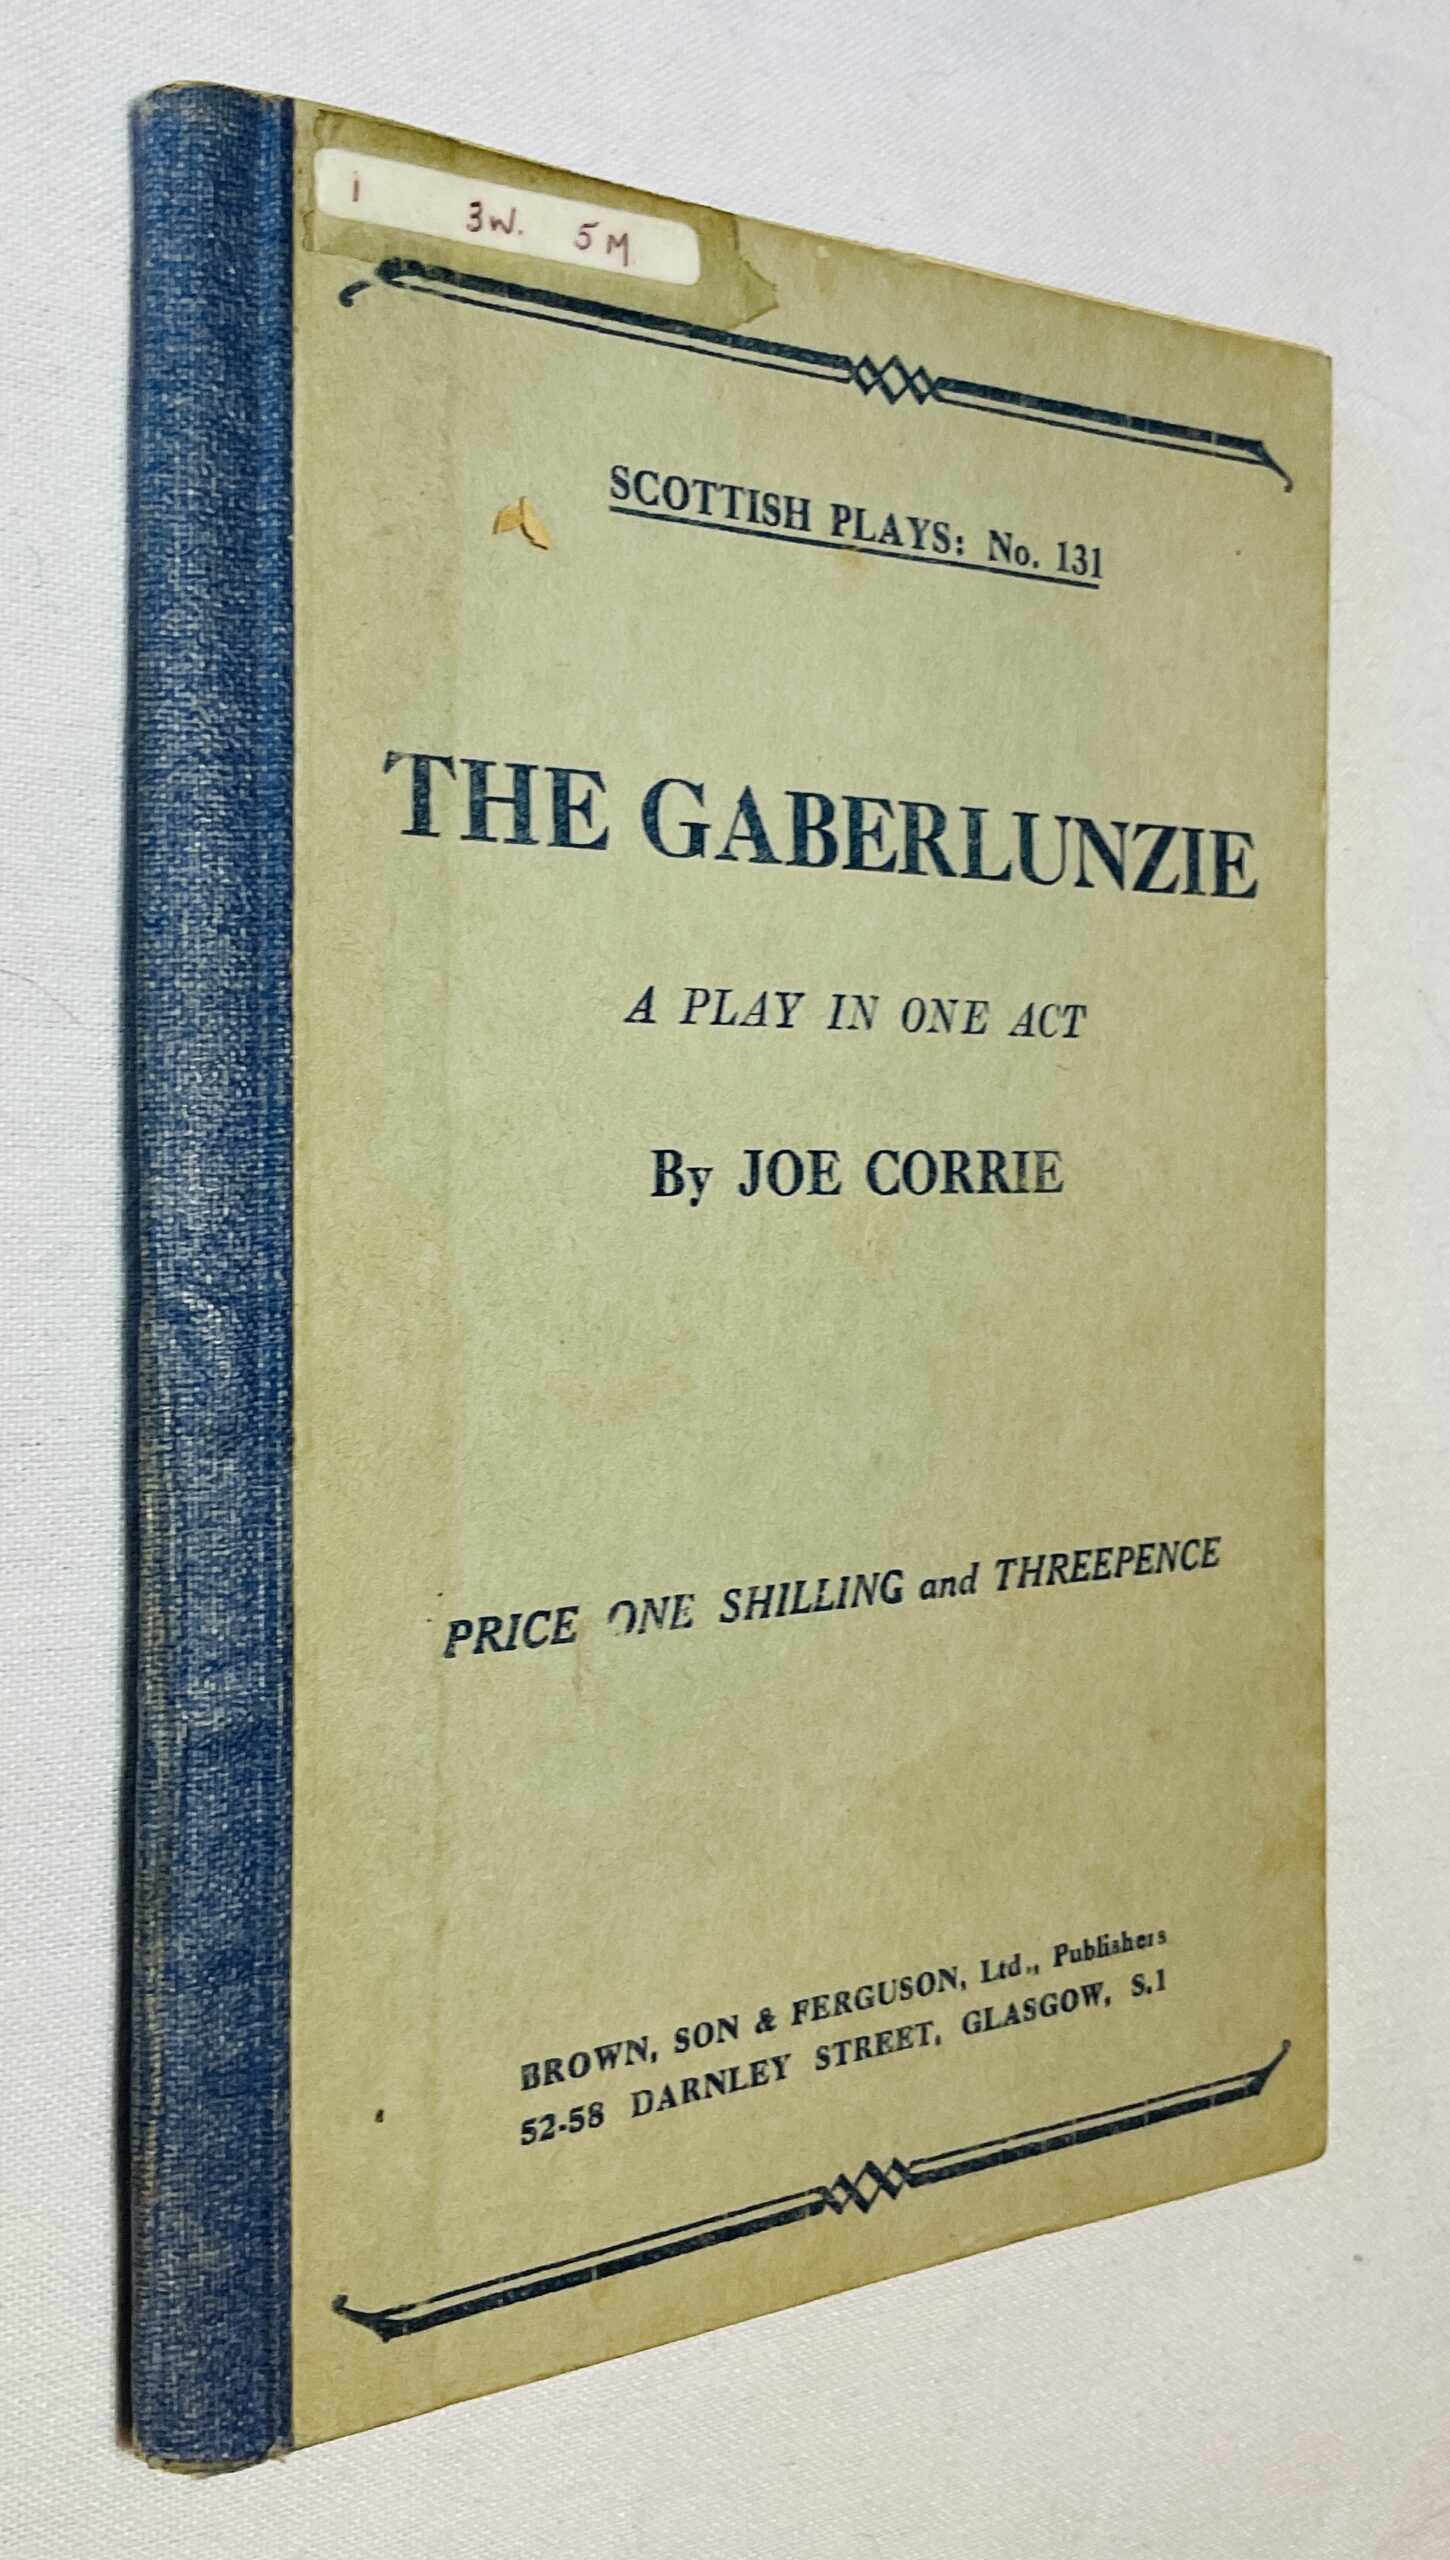 1 3W. 5M
SCOTTISH PLAYS: No. 131
THE GABERLUNZIE
A PLAY IN ONE ACT
By JOE CORRIE
PRICE ONE SHILLING and THREEPENCE
BROWN, SON & FERGUSON, Ltd., Publishers
52-58 DARNLEY STREET, GLASGOW, S.1